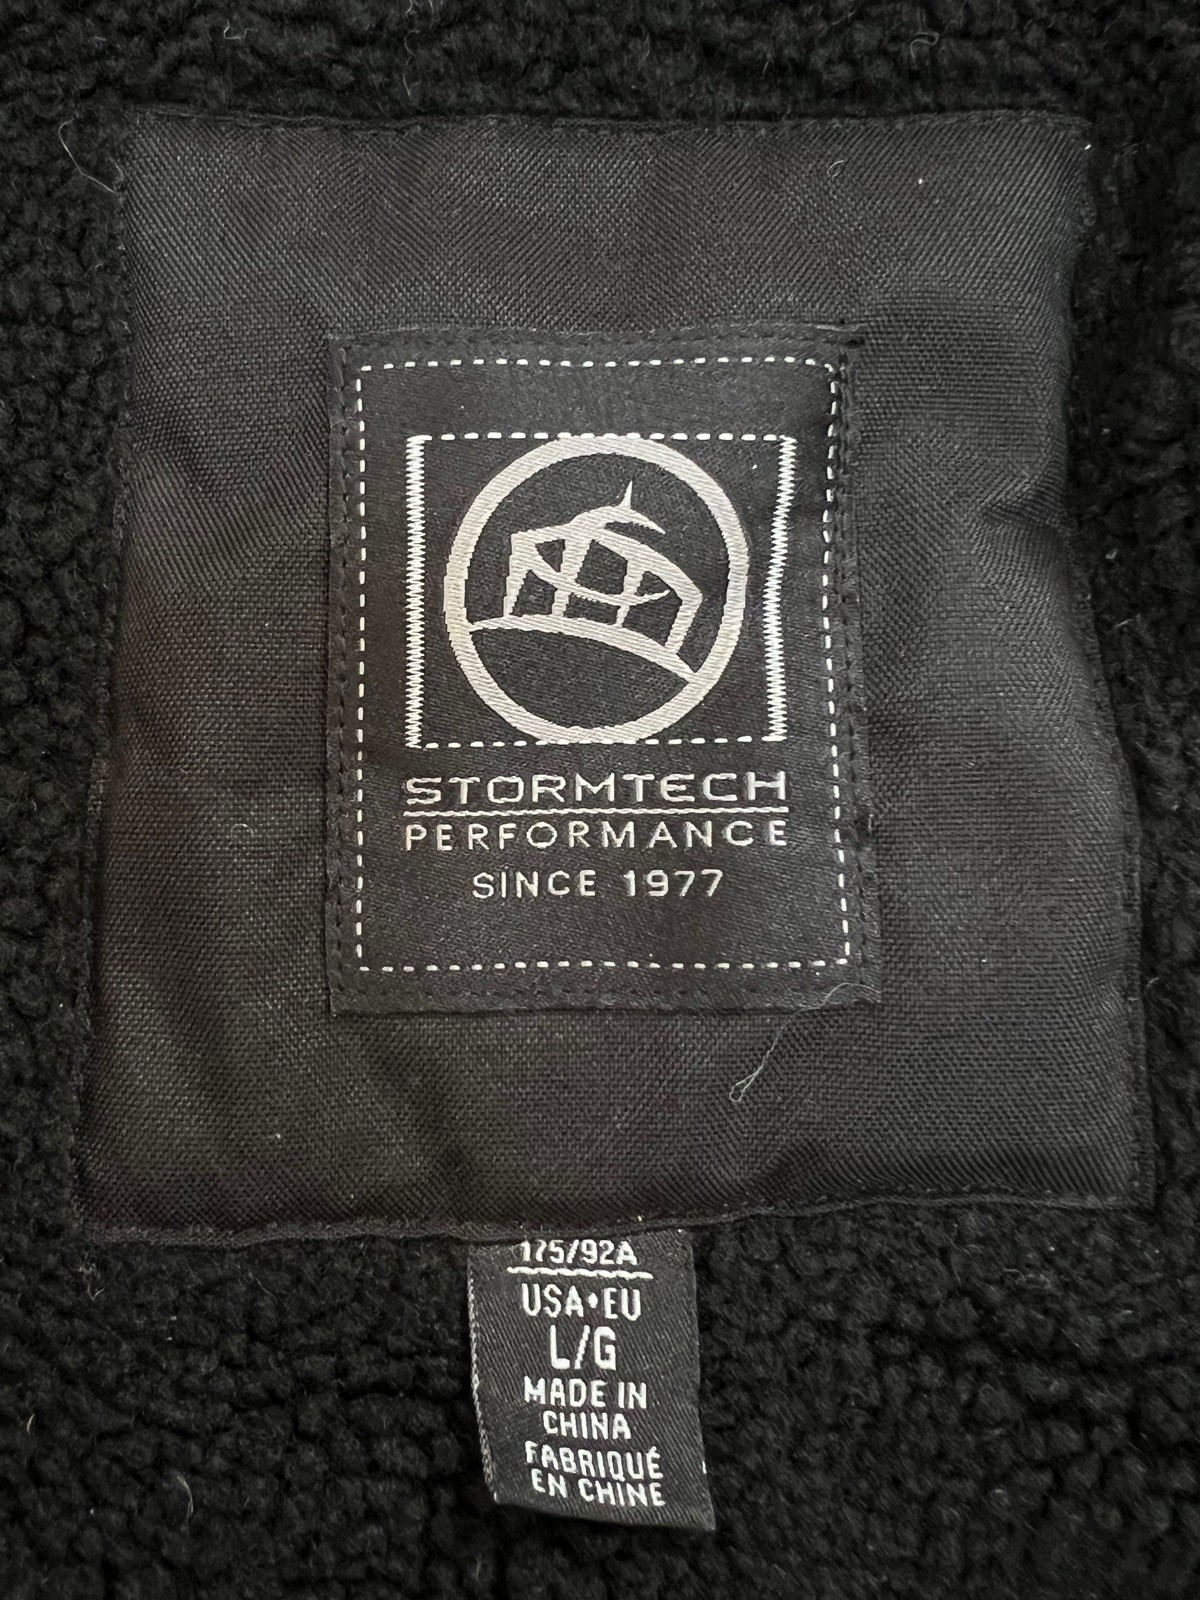 STORMTECH
PERFORMANCE
SINCE 1977
175/92A
USA•EU
L/G
MADE IN
CHINA
FABRIQUÉ
EN CHINE